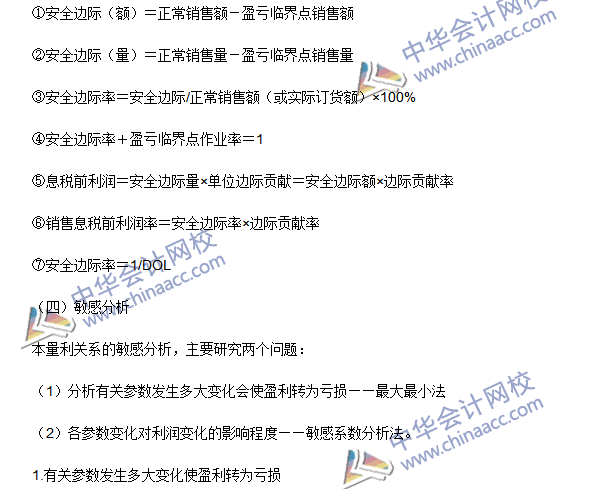 ①安全边际（额）＝正常销售额－盈亏临界点销售额
②安全边际（量）＝正常销售量－盈亏临界点销售量
③安全边际率＝安全边际/正常销售额（或实际订货额）×100%
④安全边际率＋盈亏临界点作业率＝1
⑤息税前利润＝安全边际量×单位边际贡献＝安全边际额×边际贡献率
⑥销售息税前利润率＝安全边际率×边际贡献率
⑦安全边际率＝1/DOL
（四）敏感分析
本量利关系的敏感分析，主要研究两个问题：
（1）分析有关参数发生多大变化会使盈利转为亏损——最大最小法
（2）各参数变化对利润变化的影响程度——敏感系数分析法。
1.有关参数发生多大变化使盈利转为亏损
中华会计网校
www.chinaacc.com
中华会计网校
www.chinaacc.com
中华会计网校
www.chinaacc.com